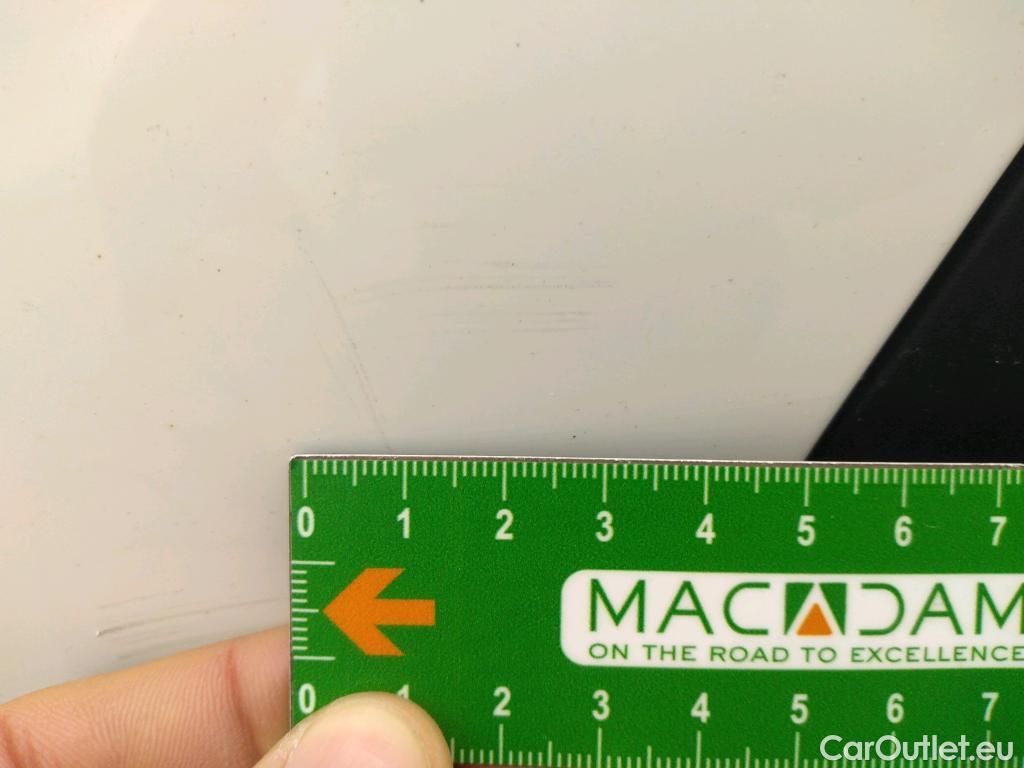 0 1 2 3 4 5 6 7
MACADAM
ON THE ROAD TO EXCELLENCE
0 1 2 3 4 5 6 7
CarOutlet.eu